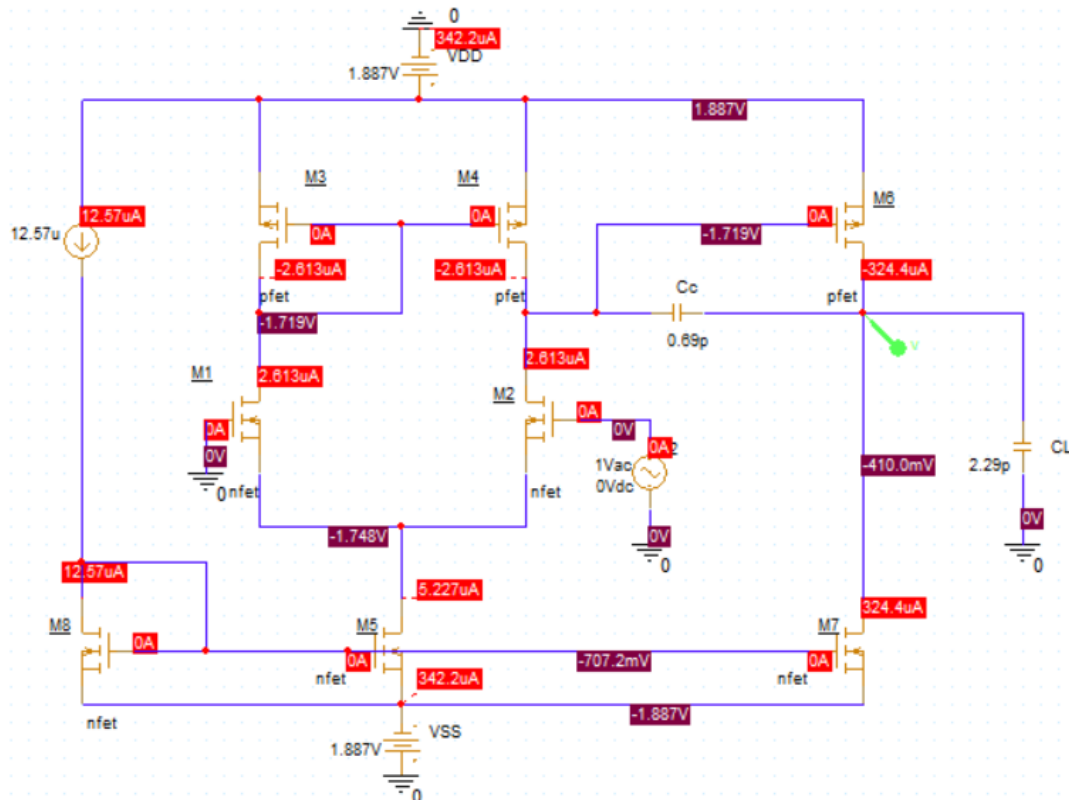 0
342.2uA
VDD
1.887V
1.887V
M3
M4
M6
12.57uA
0A
0A
0A
12.57u
-1.719V
-2.613uA
-2.613uA
-324.4uA
pfet
pfet
Cc
pfet
-1.719V
V
0.69p
M1
2.613uA
2.613uA
M2
0A
0A
0V
0V
0A
CL
1Vac
2.29p
-410.0mV
0Vdc
0
nfet
nfet
0V
0V
-1.748V
0
0
12.57uA
5.227uA
324.4uA
M8
M5
M7
0A
0A
-707.2mV
0A
nfet
342.2uA
nfet
nfet
-1.887V
VSS
1.887V
0